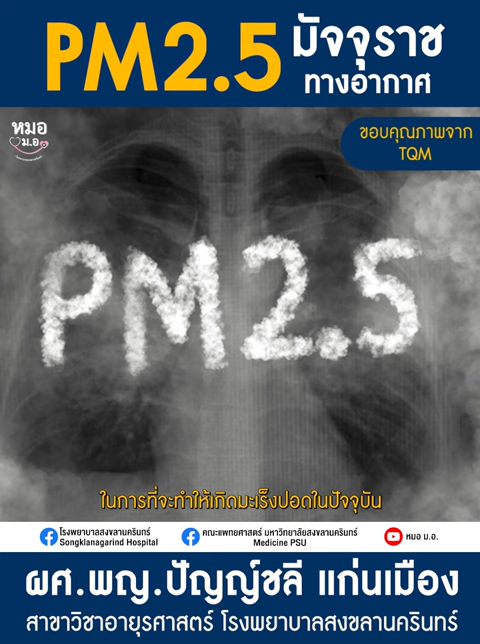 PM2.5 มัจจุราช
ทางอากาศ
หมอ
ม.อ.
ขอบคุณภาพจาก
TQM
PM2.5
ในการที่จะทำให้เกิดมะเร็งปอดในปัจจุบัน
โรงพยาบาลสงขลานครินทร์
Songklanagarind Hospital
คณะแพทยศาสตร์ มหาวิทยาลัยสงขลานครินทร์
Medicine PSU
หมอ ม.อ.
ผศ.พญ.ปัญญ์ชลี แก่นเมือง
สาขาวิชาอายุรศาสตร์ โรงพยาบาลสงขลานครินทร์